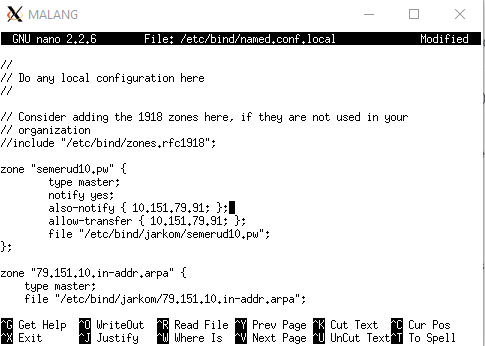 MALANG
GNU nano 2.2.6 File: /etc/bind/named.conf.local Modified
//
// Do any local configuration here
//
// Consider adding the 1918 zones here, if they are not used in your
// organization
//include "/etc/bind/zones.rfc1918";
zone "semerud10.pw" {
type master;
notify yes;
also-notify { 10.151.79.91; };
allow-transfer { 10.151.79.91; };
file "/etc/bind/jarkom/semerud10.pw";
};
zone "79.151.10.in-addr.arpa" {
type master;
file "/etc/bind/jarkom/79.151.10.in-addr.arpa";
^G Get Help ^O WriteOut ^R Read File ^Y Prev Page ^K Cut Text ^C Cur Pos
^X Exit ^J Justify ^W Where Is ^V Next Page ^U UnCut Text ^T To Spell